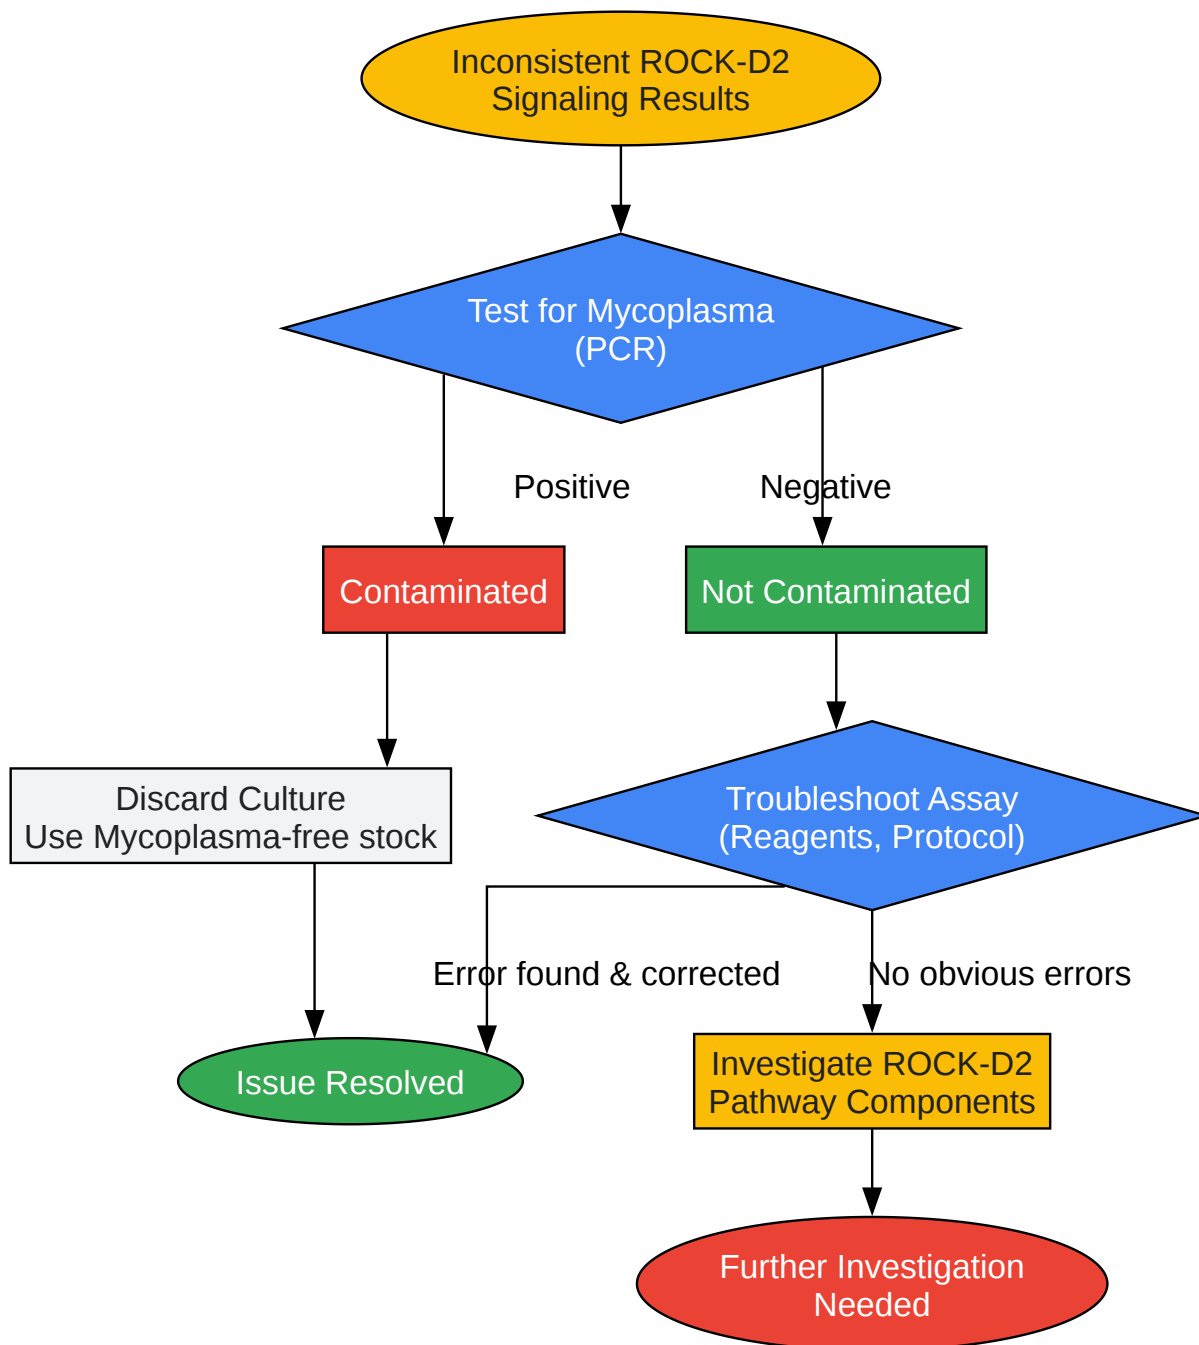 Inconsistent ROCK-D2
Signaling Results
Test for Mycoplasma
(PCR)
Positive
Negative
Contaminated
Not Contaminated
Discard Culture
Use Mycoplasma-free stock
Troubleshoot Assay
(Reagents, Protocol)
Error found & corrected
No obvious errors
Issue Resolved
Investigate ROCK-D2
Pathway Components
Further Investigation
Needed